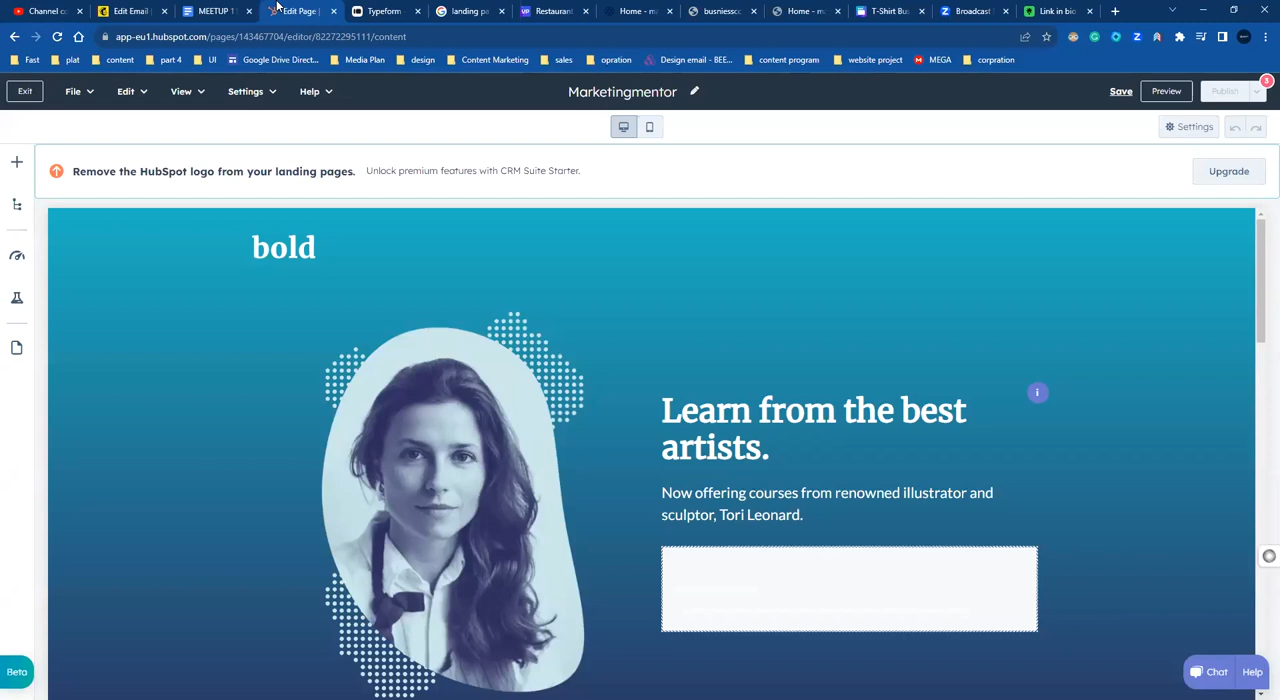 Channel co
Edit Email
MEETUP 1
Edit Page
Typeform
landing pa
Restaurant
Home - m
busniessco
Home - m
T-Shirt Bu
Broadcast
Link in bio
app-eu1.hubspot.com/pages/143467704/editor/82272295111/content
Fast
plat
content
part 4
UI
Google Drive Direct...
Media Plan
design
Content Marketing
sales
opration
Design email - BEE...
content program
website project
MEGA
corpration
Exit
File
Edit
View
Settings
Help
Marketingmentor
Save
Preview
Publish
3
Settings
Remove the HubSpot logo from your landing pages.
Unlock premium features with CRM Suite Starter.
Upgrade
bold
Learn from the best
artists.
Now offering courses from renowned illustrator and
sculptor, Tori Leonard.
Beta
Chat
Help